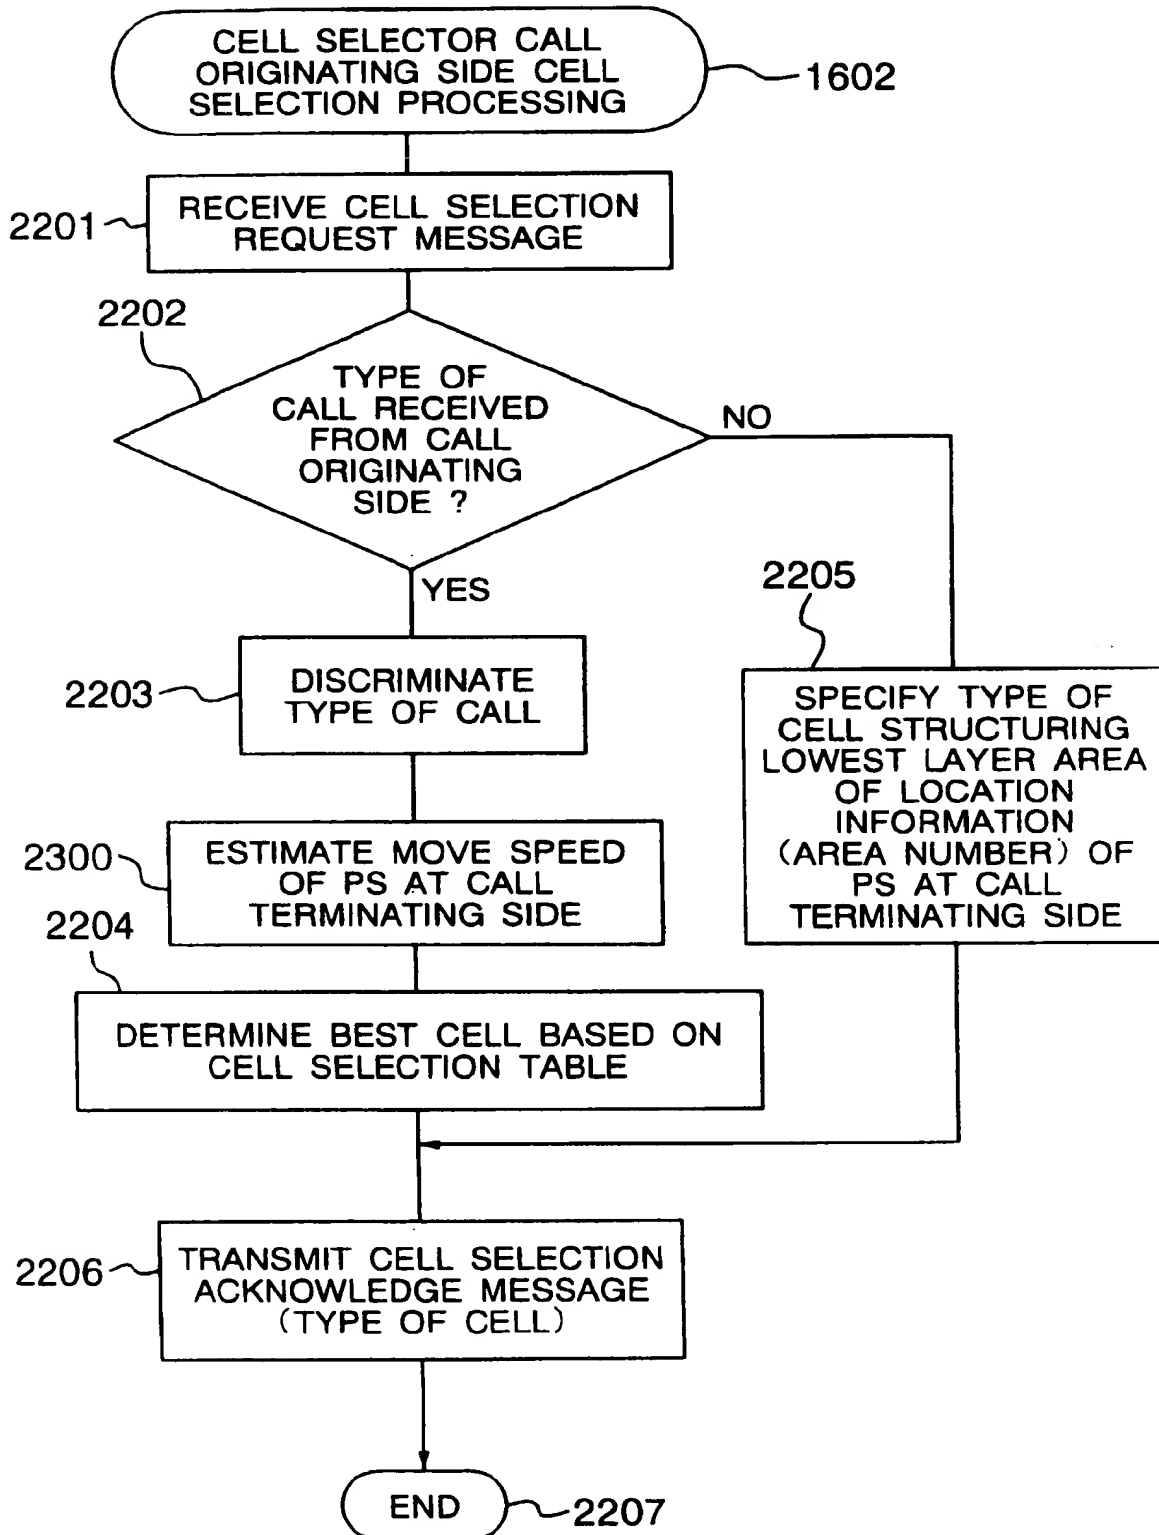 CELL SELECTOR CALL
ORIGINATING SIDE CELL
SELECTION PROCESSING
1602
2201
RECEIVE CELL SELECTION
REQUEST MESSAGE
2202
TYPE OF
CALL RECEIVED
FROM CALL
ORIGINATING
SIDE ?
NO
YES
2203
DISCRIMINATE
TYPE OF CALL
2205
SPECIFY TYPE OF
CELL STRUCTURING
LOWEST LAYER AREA
OF LOCATION
INFORMATION
(AREA NUMBER) OF
PS AT CALL
TERMINATING SIDE
2300
ESTIMATE MOVE SPEED
OF PS AT CALL
TERMINATING SIDE
2204
DETERMINE BEST CELL BASED ON
CELL SELECTION TABLE
2206
TRANSMIT CELL SELECTION
ACKNOWLEDGE MESSAGE
(TYPE OF CELL)
END
2207